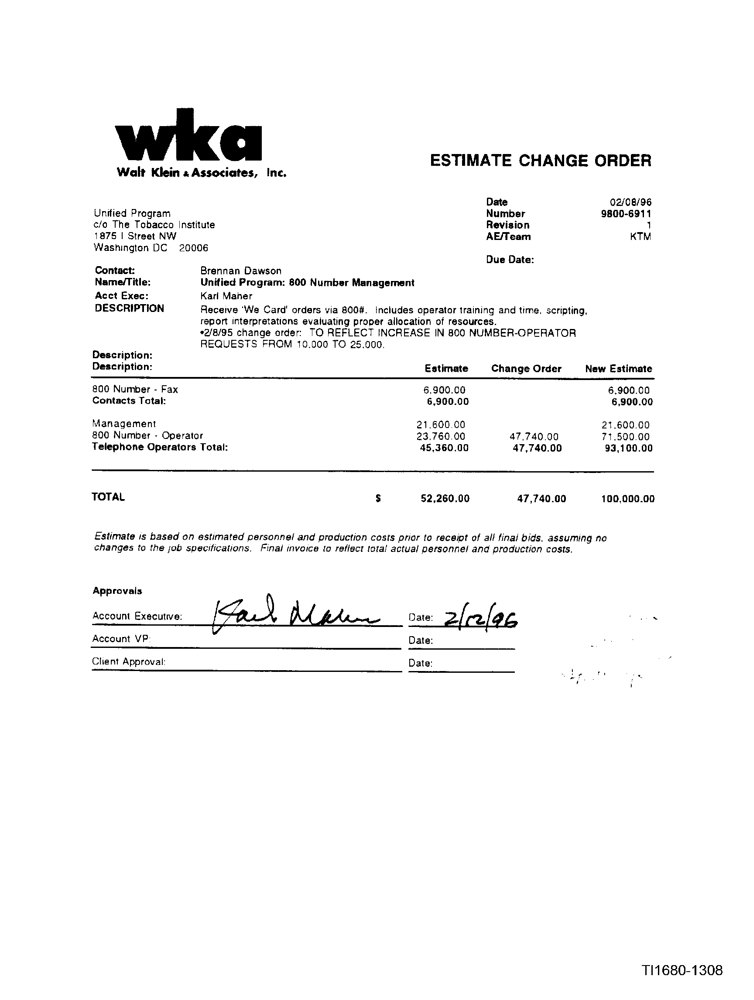 wka
Walt Klein & Associates, Inc.
ESTIMATE CHANGE ORDER
Date 02/08/96
Number 9800-6911
Revision 1
AE/Team KTM
Due Date:
Unified Program
c/o The Tobacco Institute
1875 I Street NW
Washington DC 20006
Contact: Brennan Dawson
Name/Title: Unified Program: 800 Number Management
Acct Exec: Karl Maher
DESCRIPTION Receive 'We Card' orders via 800#. Includes operator training and time, scripting,
report interpretations evaluating proper allocation of resources.
*2/8/95 change order: TO REFLECT INCREASE IN 800 NUMBER-OPERATOR
REQUESTS FROM 10,000 TO 25,000.
Description:
Description: Estimate Change Order New Estimate
800 Number - Fax 6,900.00 6,900.00
Contacts Total: 6,900.00 6,900.00
Management 21,600.00 21,600.00
800 Number - Operator 23,760.00 47,740.00 71,500.00
Telephone Operators Total: 45,360.00 47,740.00 93,100.00
TOTAL $ 52,260.00 47,740.00 100,000.00
Estimate is based on estimated personnel and production costs prior to receipt of all final bids, assuming no
changes to the job specifications. Final invoice to reflect total actual personnel and production costs.
Approvals
Account Executive: Karl Maher Date: 2/12/96
Account VP: Date:
Client Approval: Date:
TI1680-1308